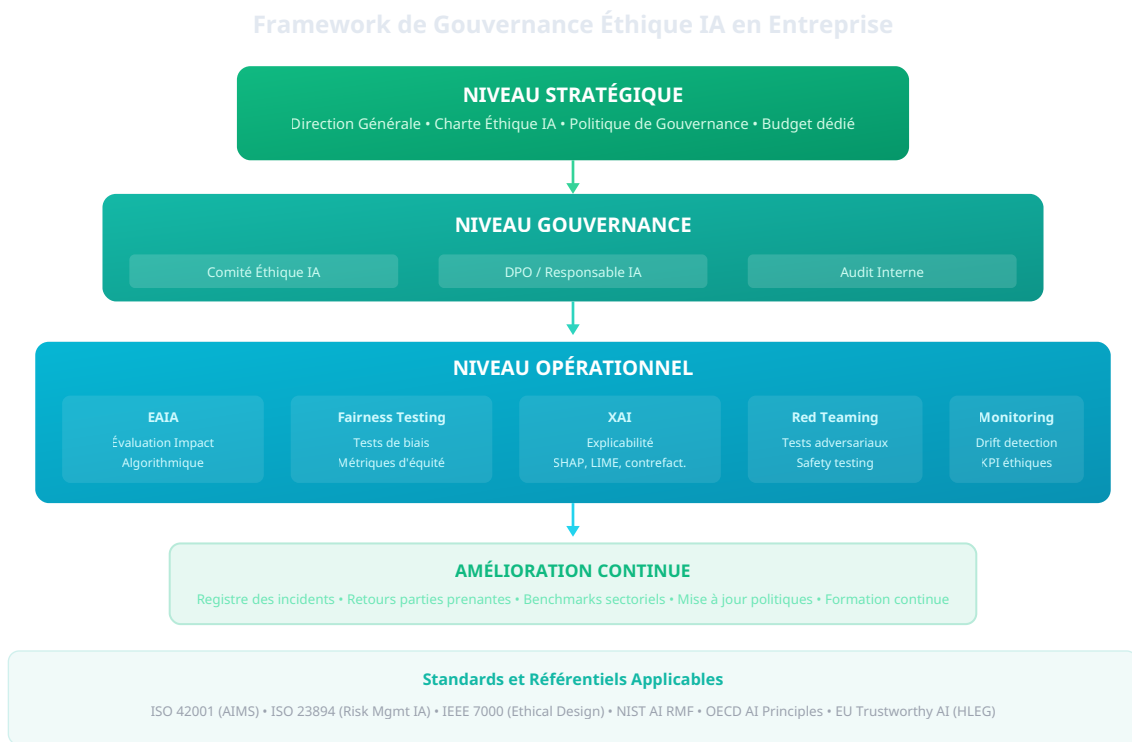 Framework de Gouvernance Éthique IA en Entreprise
NIVEAU STRATÉGIQUE
Direction Générale • Charte Éthique IA • Politique de Gouvernance • Budget dédié
NIVEAU GOUVERNANCE
Comité Éthique IA
DPO / Responsable IA
Audit Interne
NIVEAU OPÉRATIONNEL
EAIA
Évaluation Impact
Algorithmique
Fairness Testing
Tests de biais
Métriques d'équité
XAI
Explicabilité
SHAP, LIME, contrefact.
Red Teaming
Tests adversariaux
Safety testing
Monitoring
Drift detection
KPI éthiques
AMÉLIORATION CONTINUE
Registre des incidents • Retours parties prenantes • Benchmarks sectoriels • Mise à jour politiques • Formation continue
Standards et Référentiels Applicables
ISO 42001 (AIMS) • ISO 23894 (Risk Mgmt IA) • IEEE 7000 (Ethical Design) • NIST AI RMF • OECD AI Principles • EU Trustworthy AI (HLEG)